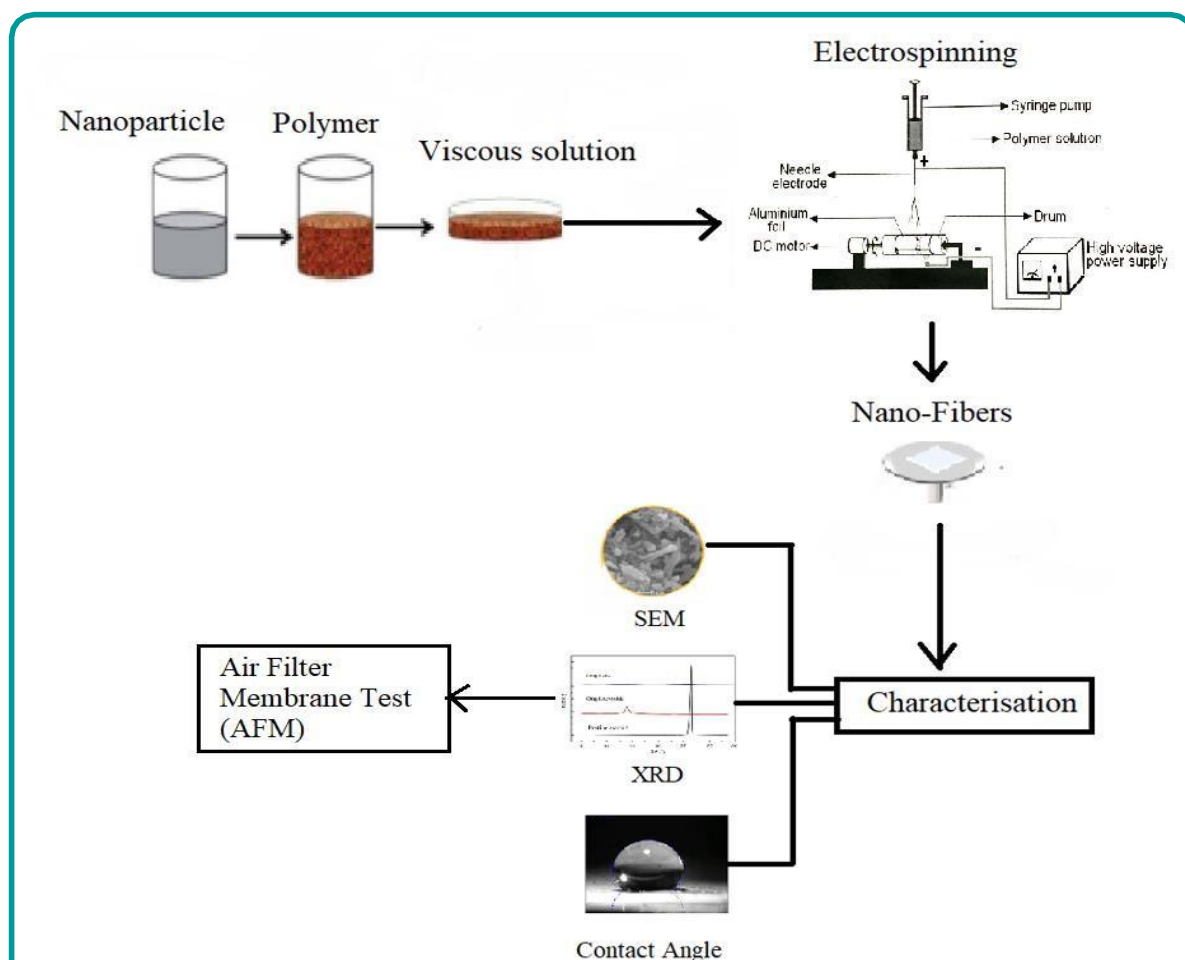 Electrospinning
Nanoparticle
Polymer
Viscous solution
Syringe pump
Polymer solution
+
Needle
electrode
Aluminium
foil
Drum
DC motor
-
High voltage
power supply
Nano-Fibers
SEM
Air Filter
Membrane Test
(AFM)
Characterisation
XRD
Contact Angle